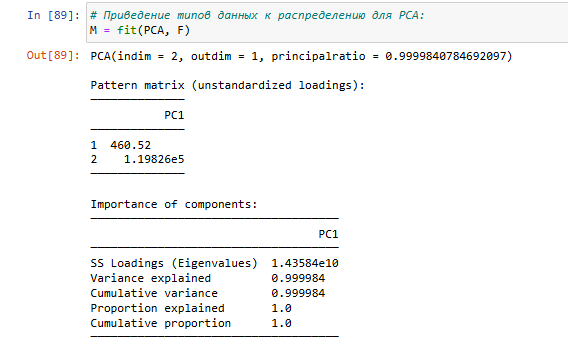 In [89]: # Приведение типов данных к распределению для PCA:
M = fit(PCA, F)
Out[89]: PCA(indim = 2, outdim = 1, principalratio = 0.9999840784692097)
Pattern matrix (unstandardized loadings):
PC1
1 460.52
2 1.19826e5
Importance of components:
PC1
SS Loadings (Eigenvalues) 1.43584e10
Variance explained 0.999984
Cumulative variance 0.999984
Proportion explained 1.0
Cumulative proportion 1.0